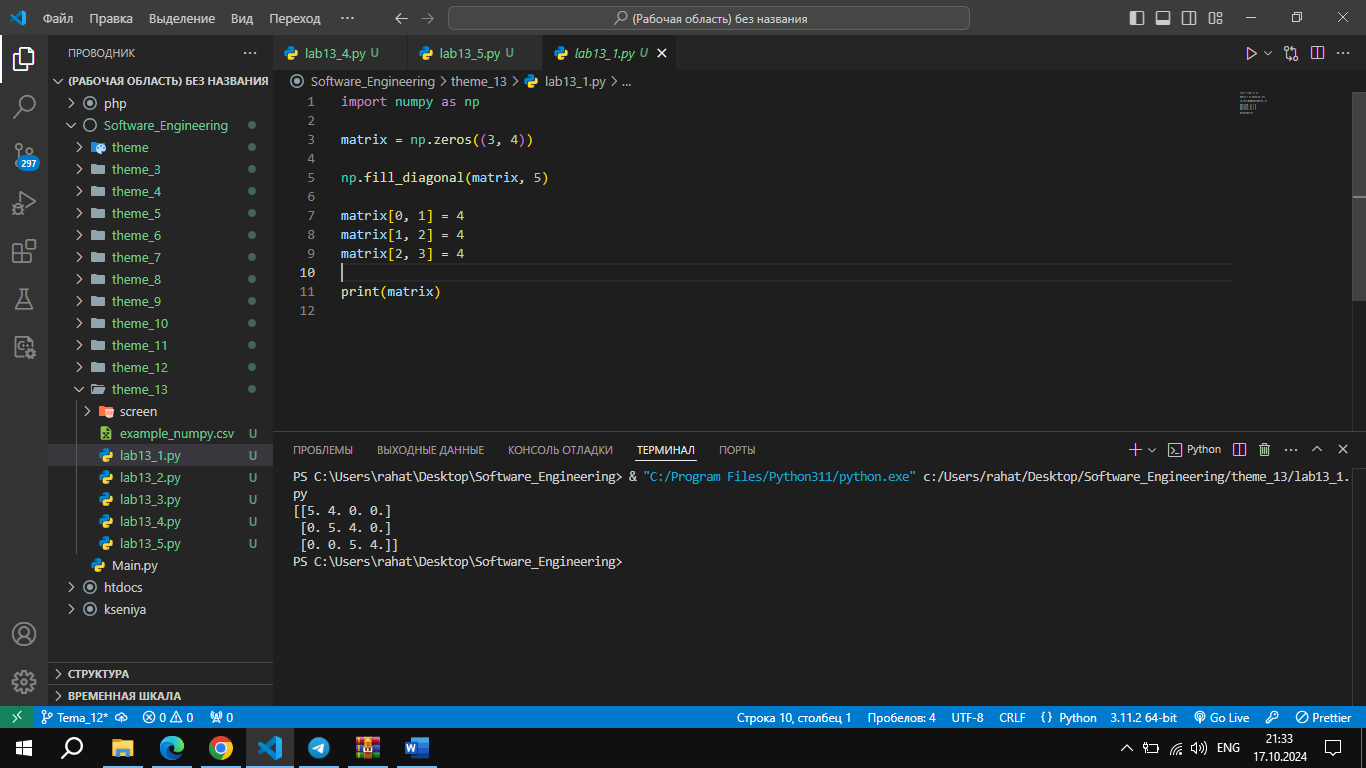 Файл Правка Выделение Вид Переход ··· (Рабочая область) без названия
ПРОВОДНИК ···
(РАБОЧАЯ ОБЛАСТЬ) БЕЗ НАЗВАНИЯ
php
Software_Engineering
theme
theme_3
theme_4
theme_5
theme_6
theme_7
theme_8
theme_9
theme_10
theme_11
theme_12
theme_13
screen
example_numpy.csv U
lab13_1.py U
lab13_2.py U
lab13_3.py U
lab13_4.py U
lab13_5.py U
Main.py
htdocs
kseniya
СТРУКТУРА
ВРЕМЕННАЯ ШКАЛА
297
lab13_4.py U lab13_5.py U lab13_1.py U
Software_Engineering > theme_13 > lab13_1.py > ...
1 import numpy as np
2
3 matrix = np.zeros((3, 4))
4
5 np.fill_diagonal(matrix, 5)
6
7 matrix[0, 1] = 4
8 matrix[1, 2] = 4
9 matrix[2, 3] = 4
10
11 print(matrix)
12
ПРОБЛЕМЫ ВЫХОДНЫЕ ДАННЫЕ КОНСОЛЬ ОТЛАДКИ ТЕРМИНАЛ ПОРТЫ Python
PS C:\Users\rahat\Desktop\Software_Engineering> & "C:/Program Files/Python311/python.exe" c:/Users/rahat/Desktop/Software_Engineering/theme_13/lab13_1.
py
[[5. 4. 0. 0.]
 [0. 5. 4. 0.]
 [0. 0. 5. 4.]]
PS C:\Users\rahat\Desktop\Software_Engineering>
Tema_12* 0 0 0 Строка 10, столбец 1 Пробелов: 4 UTF-8 CRLF {} Python 3.11.2 64-bit Go Live Prettier
ENG 21:33
17.10.2024